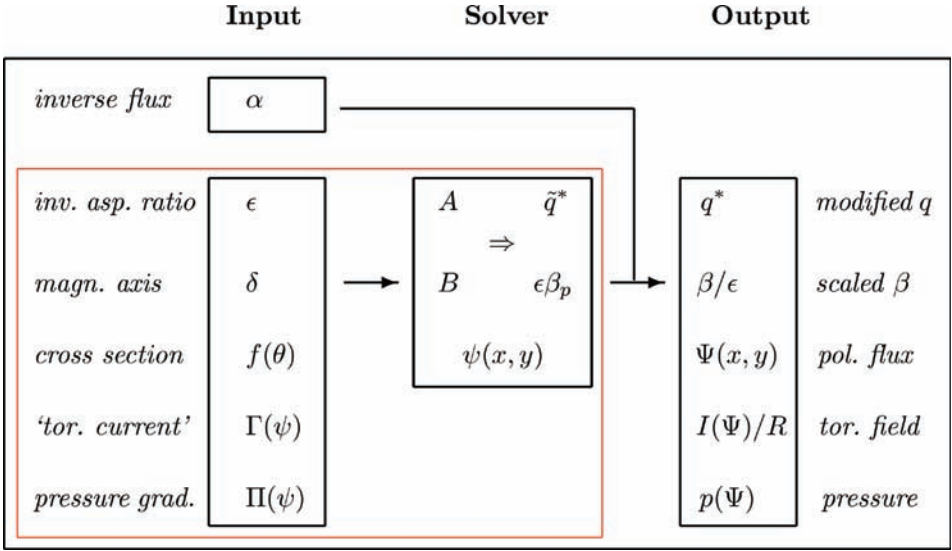 Input Solver Output
inverse flux α
inv. asp. ratio ϵ A q̃* q* modified q
⇒
magn. axis δ B ϵβ_p β/ϵ scaled β
cross section f(θ) ψ(x, y) Ψ(x, y) pol. flux
‘tor. current’ Γ(ψ) I(Ψ)/R tor. field
pressure grad. Π(ψ) p(Ψ) pressure